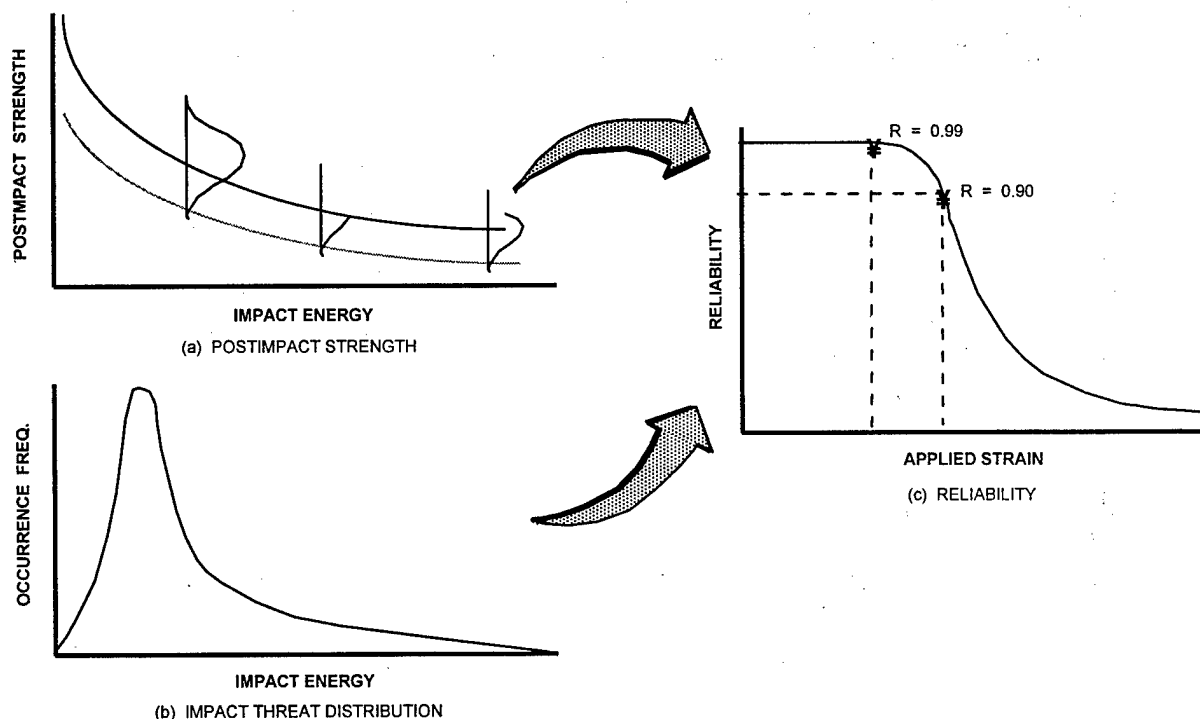 POSTMPACT STRENGTH
IMPACT ENERGY
(a) POSTIMPACT STRENGTH
OCCURRENCE FREQ.
IMPACT ENERGY
(b) IMPACT THREAT DISTRIBUTION
R = 0.99
R = 0.90
RELIABILITY
APPLIED STRAIN
(c) RELIABILITY